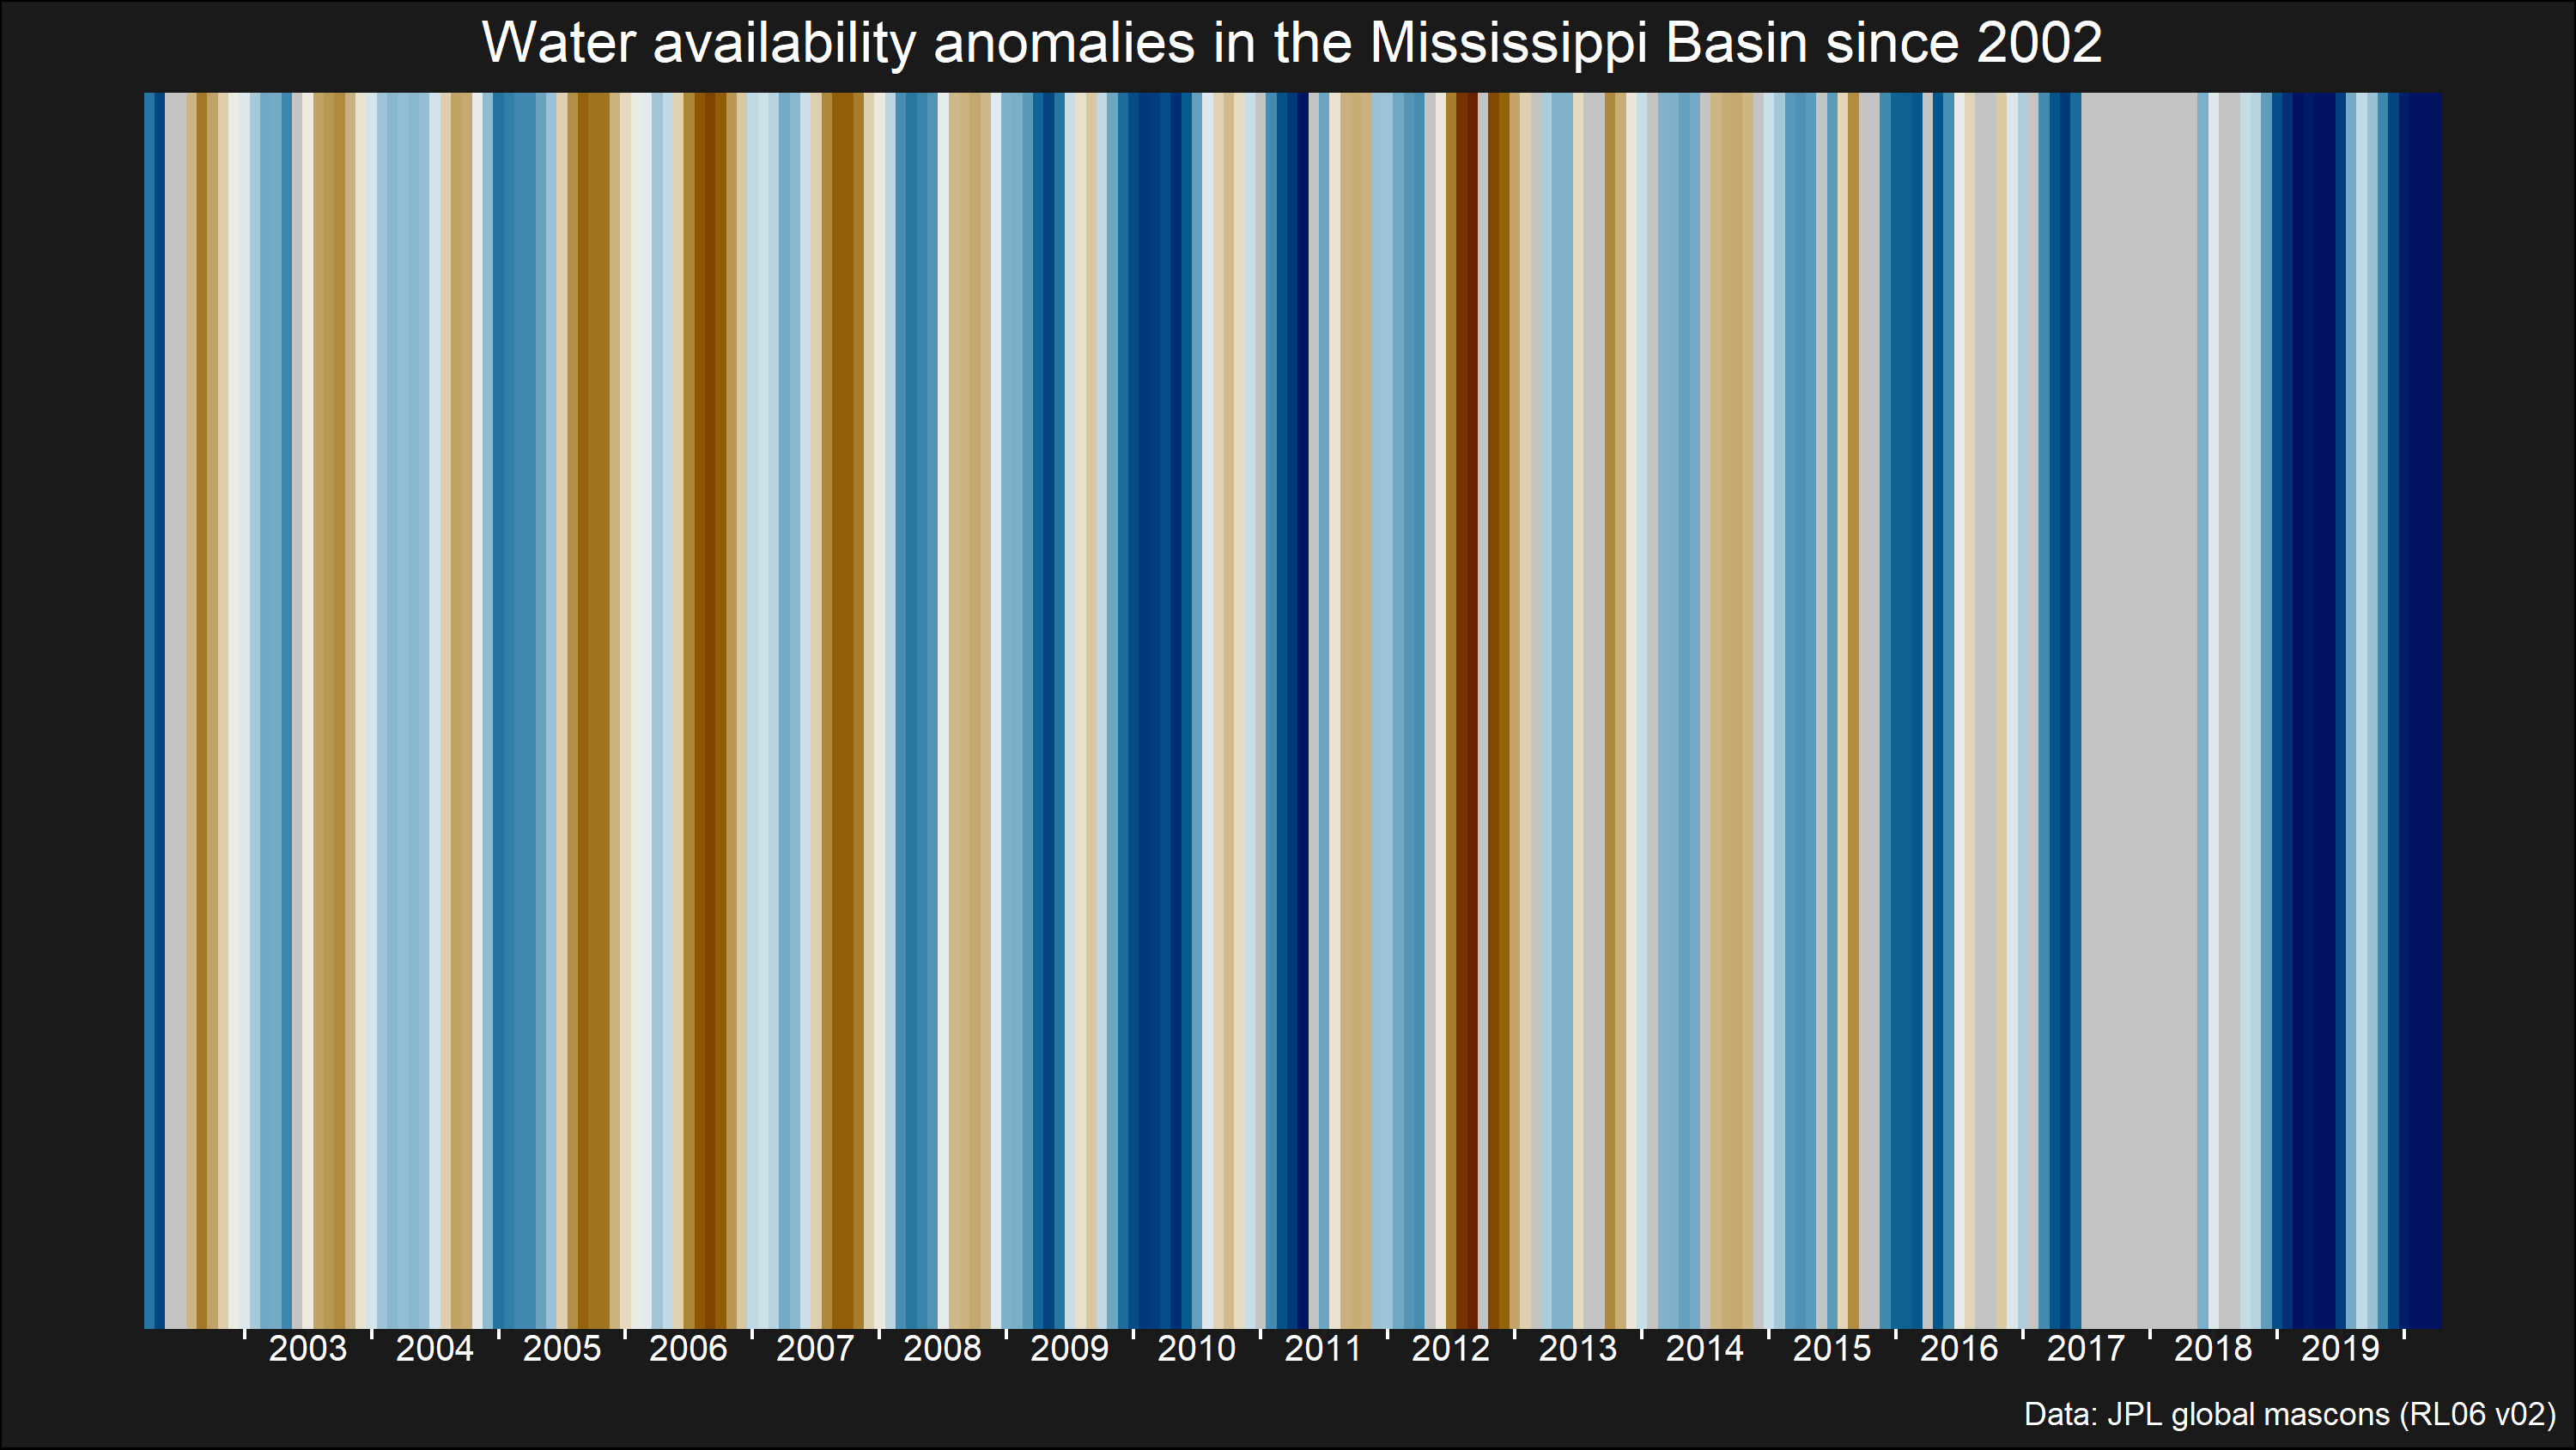 Water availability anomalies in the Mississippi Basin since 2002
2003 2004 2005 2006 2007 2008 2009 2010 2011 2012 2013 2014 2015 2016 2017 2018 2019
Data: JPL global mascons (RL06 v02)